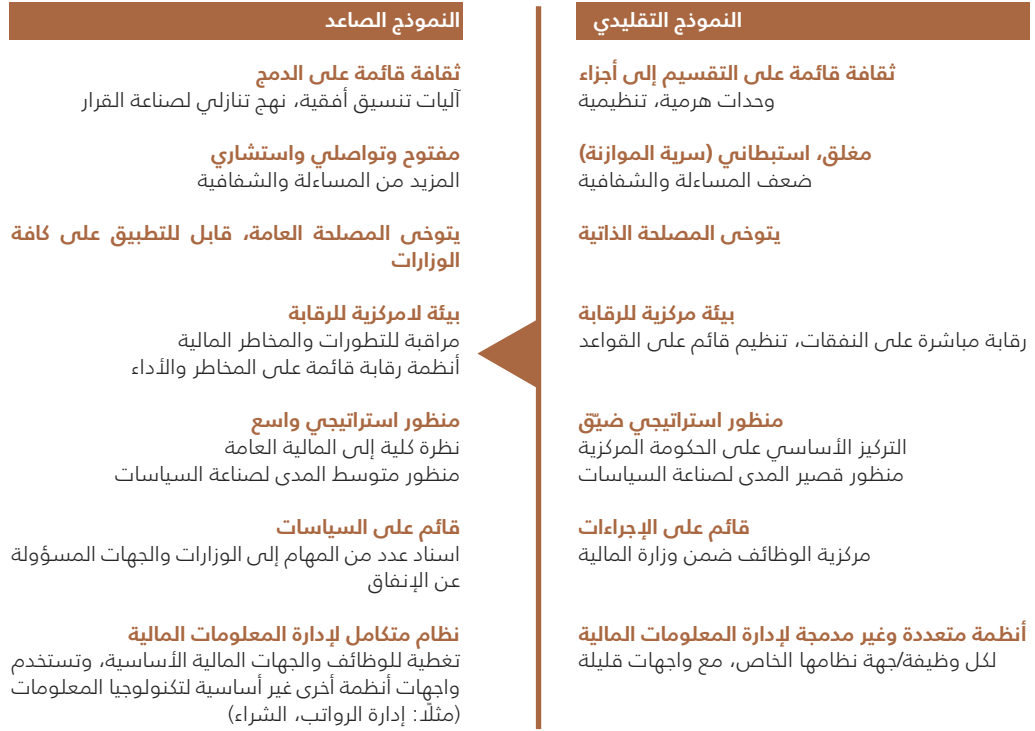 النموذج التقليدي
ثقافة قائمة على التقسيم إلى أجزاء
وحدات هرمية، تنظيمية
مغلق، استبطاني (سرية الموازنة)
ضعف المساءلة والشفافية
يتوخى المصلحة الذاتية
بيئة مركزية للرقابة
رقابة مباشرة على النفقات، تنظيم قائم على القواعد
منظور استراتيجي ضيّق
التركيز الأساسي على الحكومة المركزية
منظور قصير المدى لصناعة السياسات
قائم على الإجراءات
مركزية الوظائف ضمن وزارة المالية
أنظمة متعددة وغير مدمجة لإدارة المعلومات المالية
لكل وظيفة/جهة نظامها الخاص، مع واجهات قليلة
النموذج الصاعد
ثقافة قائمة على الدمج
آليات تنسيق أفقية، نهج تنازلي لصناعة القرار
مفتوح وتواصلي واستشاري
المزيد من المساءلة والشفافية
يتوخى المصلحة العامة، قابل للتطبيق على كافة
الوزارات
بيئة لامركزية للرقابة
مراقبة للتطورات والمخاطر المالية
أنظمة رقابة قائمة على المخاطر والأداء
منظور استراتيجي واسع
نظرة كلية إلى المالية العامة
منظور متوسط المدى لصناعة السياسات
قائم على السياسات
اسناد عدد من المهام إلى الوزارات والجهات المسؤولة
عن الإنفاق
نظام متكامل لإدارة المعلومات المالية
تغطية للوظائف والجهات المالية الأساسية، وتستخدم
واجهات أنظمة أخرى غير أساسية لتكنولوجيا المعلومات
(مثلًا: إدارة الرواتب، الشراء)